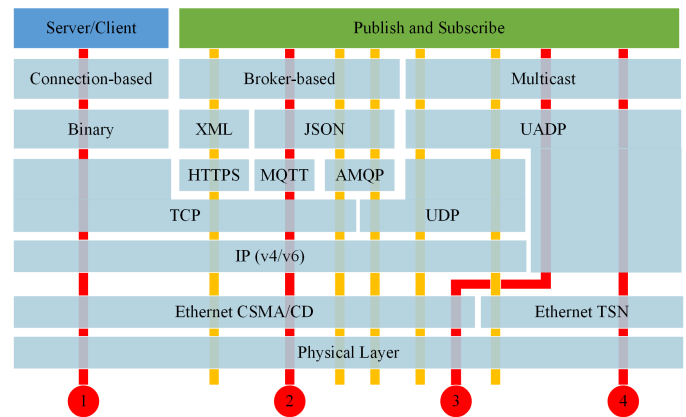 Server/Client
Publish and Subscribe
Connection-based
Broker-based
Multicast
Binary
XML
JSON
UADP
HTTPS
MQTT
AMQP
TCP
UDP
IP (v4/v6)
Ethernet CSMA/CD
Ethernet TSN
Physical Layer
1
2
3
4